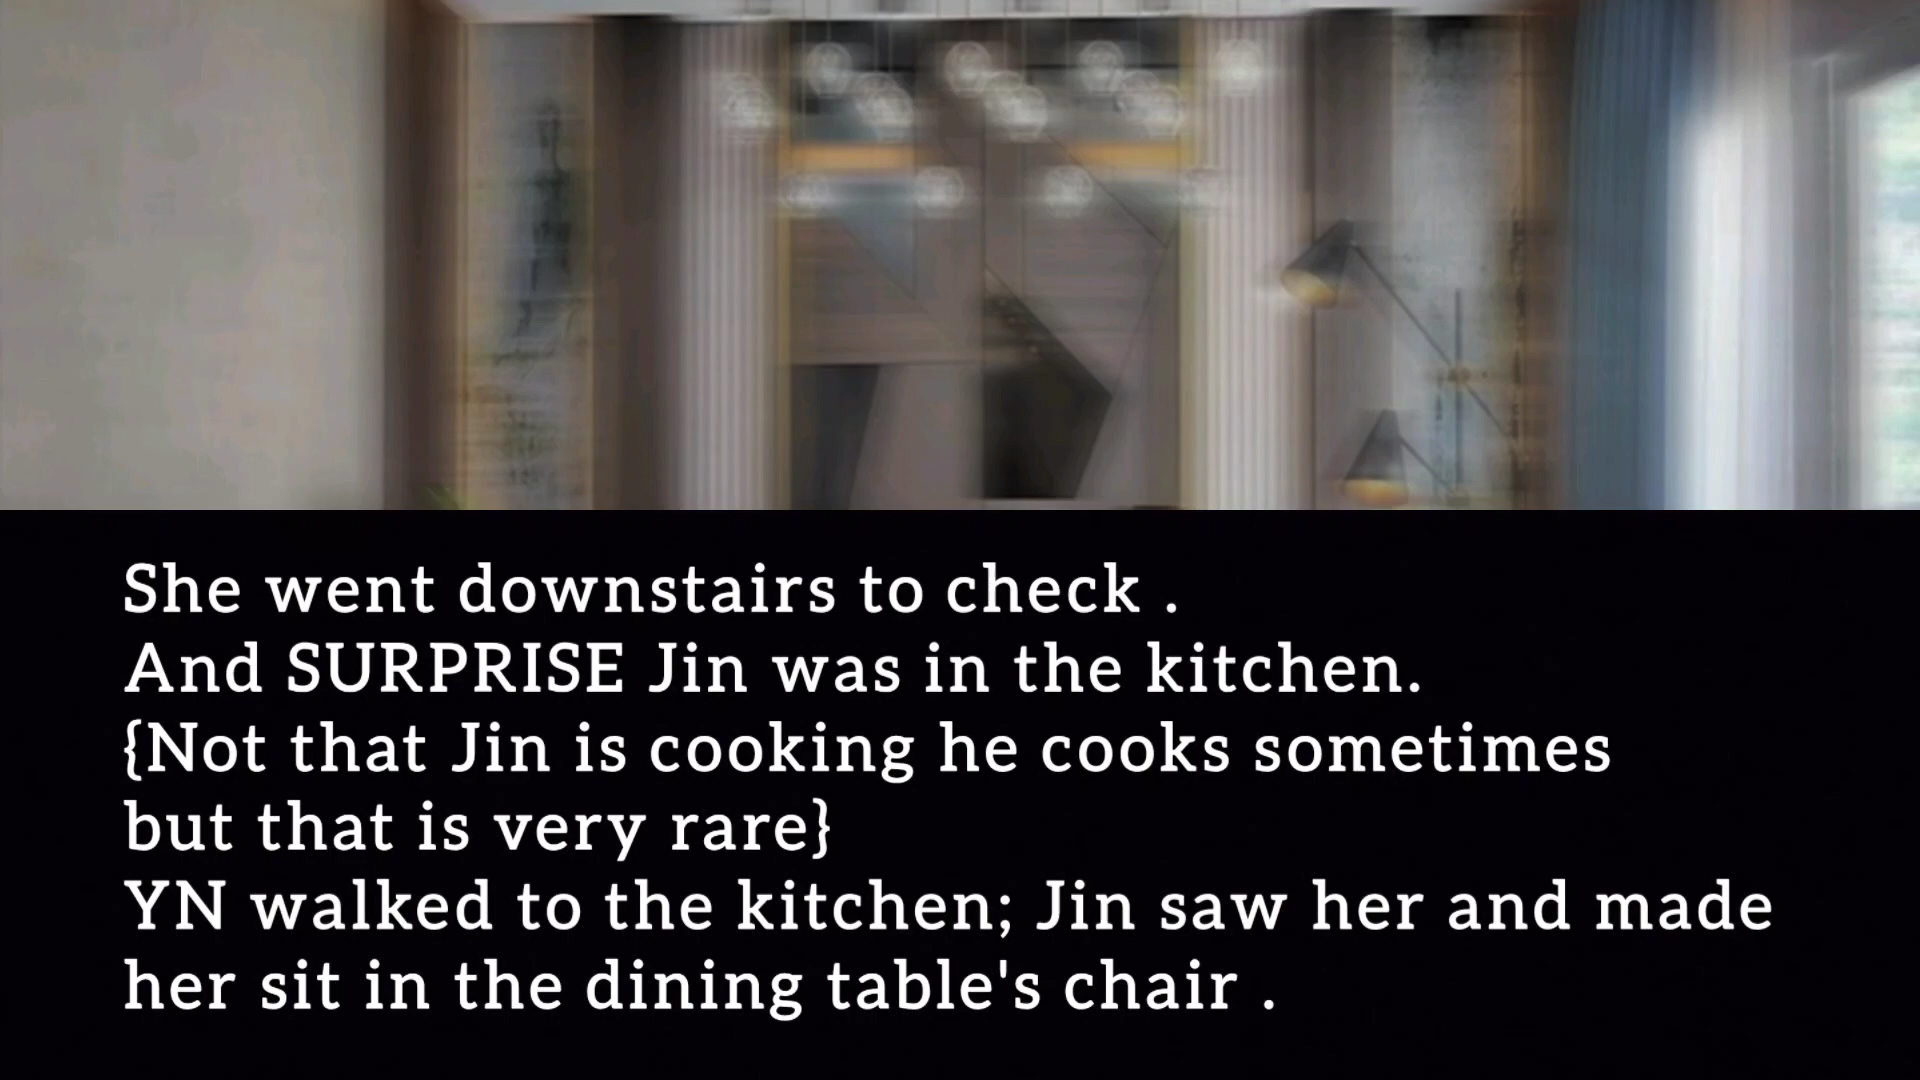 She went downstairs to check .
And SURPRISE Jin was in the kitchen.
{Not that Jin is cooking he cooks sometimes
but that is very rare}
YN walked to the kitchen; Jin saw her and made
her sit in the dining table's chair .